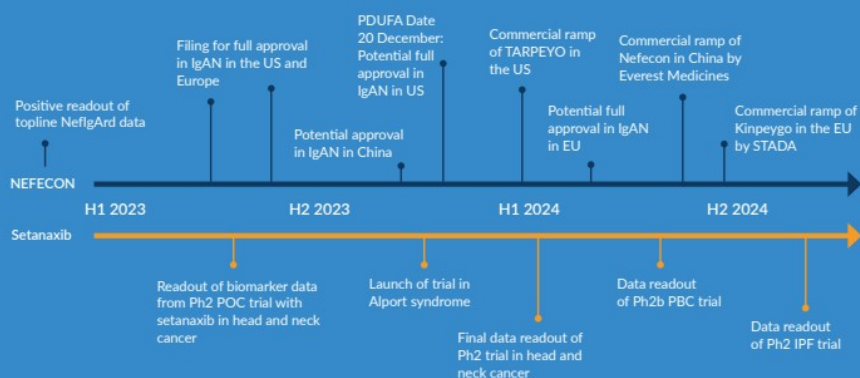 Positive readout of
topline NefIgArd data
Filing for full approval
in IgAN in the US and
Europe
Potential approval
in IgAN in China
PDUFA Date
20 December:
Potential full
approval in
IgAN in US
Commercial ramp
of TARPEYO in
the US
Potential full
approval in IgAN
in EU
Commercial ramp of
Nefecon in China by
Everest Medicines
Commercial ramp of
Kinpeygo in the EU
by STADA
NEFECON
H1 2023
H2 2023
H1 2024
H2 2024
Setanaxib
Readout of biomarker data
from Ph2 POC trial with
setanaxib in head and neck
cancer
Launch of trial in
Alport syndrome
Final data readout of
Ph2 trial in head and
neck cancer
Data readout
of Ph2b PBC trial
Data readout
of Ph2 IPF trial